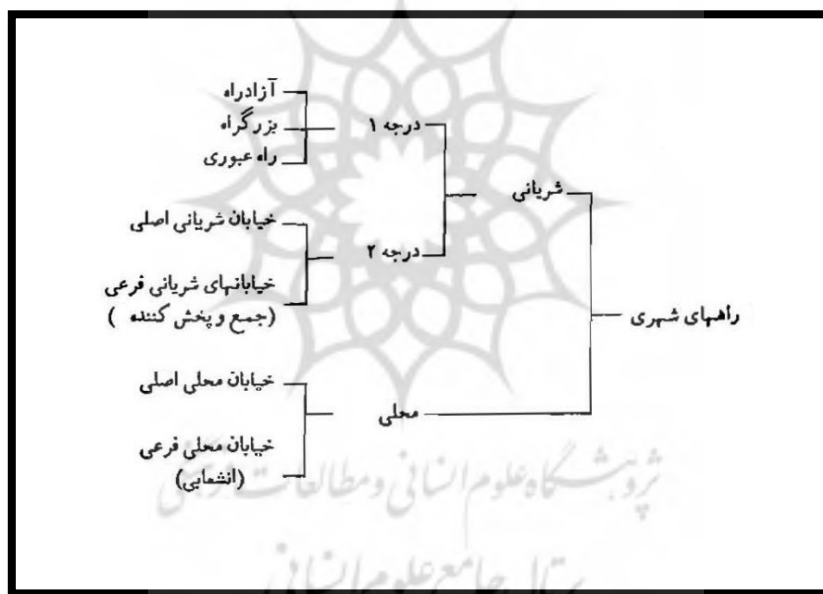 راههای شهری
شریانی
درجه ۱
آزادراه
بزرگراه
راه عبوری
درجه ۲
خیابان شریانی اصلی
خیابانهای شریانی فرعی
(جمع و پخش کننده )
محلی
خیابان محلی اصلی
خیابان محلی فرعی
(انشعابی)
پژوهشگاه علوم انسانی و مطالعات فرهنگی
پرتال جامع علوم انسانی